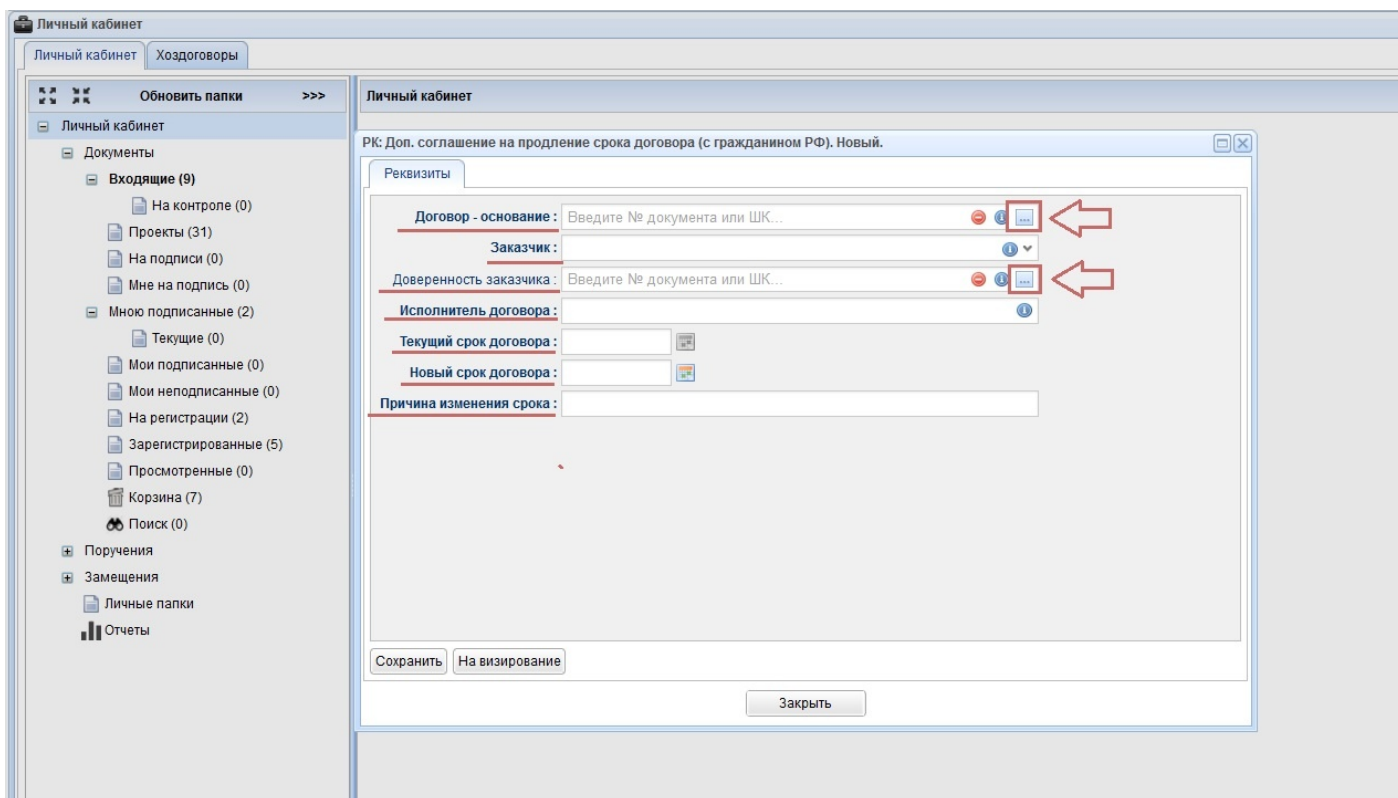 Личный кабинет
Личный кабинет Хоздоговоры
Обновить папки >>>
Личный кабинет
Документы
Входящие (9)
На контроле (0)
Проекты (31)
На подписи (0)
Мне на подпись (0)
Мною подписанные (2)
Текущие (0)
Мои подписанные (0)
Мои неподписанные (0)
На регистрации (2)
Зарегистрированные (5)
Просмотренные (0)
Корзина (7)
Поиск (0)
Поручения
Замещения
Личные папки
Отчеты
Личный кабинет
РК: Доп. соглашение на продление срока договора (с гражданином РФ). Новый.
Реквизиты
Договор - основание : Введите № документа или ШК...
Заказчик :
Доверенность заказчика : Введите № документа или ШК...
Исполнитель договора :
Текущий срок договора :
Новый срок договора :
Причина изменения срока :
Сохранить На визирование
Закрыть